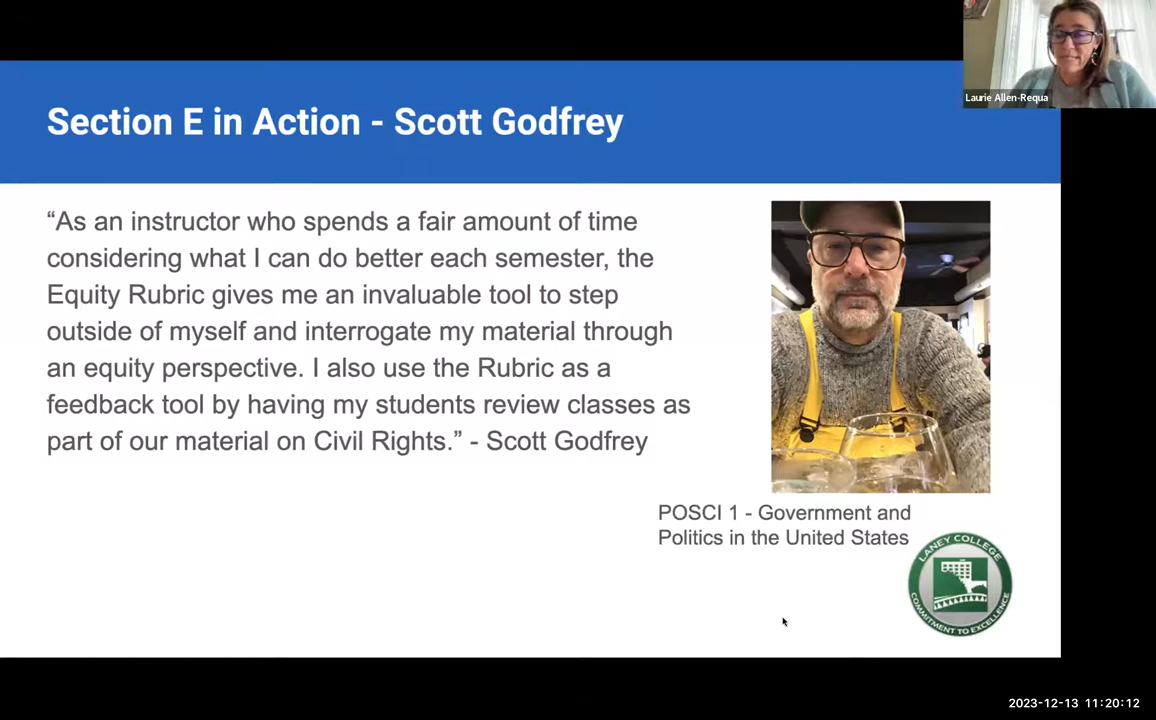 Laurie Allen-Requa
Section E in Action - Scott Godfrey
“As an instructor who spends a fair amount of time
considering what I can do better each semester, the
Equity Rubric gives me an invaluable tool to step
outside of myself and interrogate my material through
an equity perspective. I also use the Rubric as a
feedback tool by having my students review classes as
part of our material on Civil Rights.” - Scott Godfrey
POSCI 1 - Government and
Politics in the United States
LANEY COLLEGE
COMMITMENT TO EXCELLENCE
2023-12-13 11:20:12